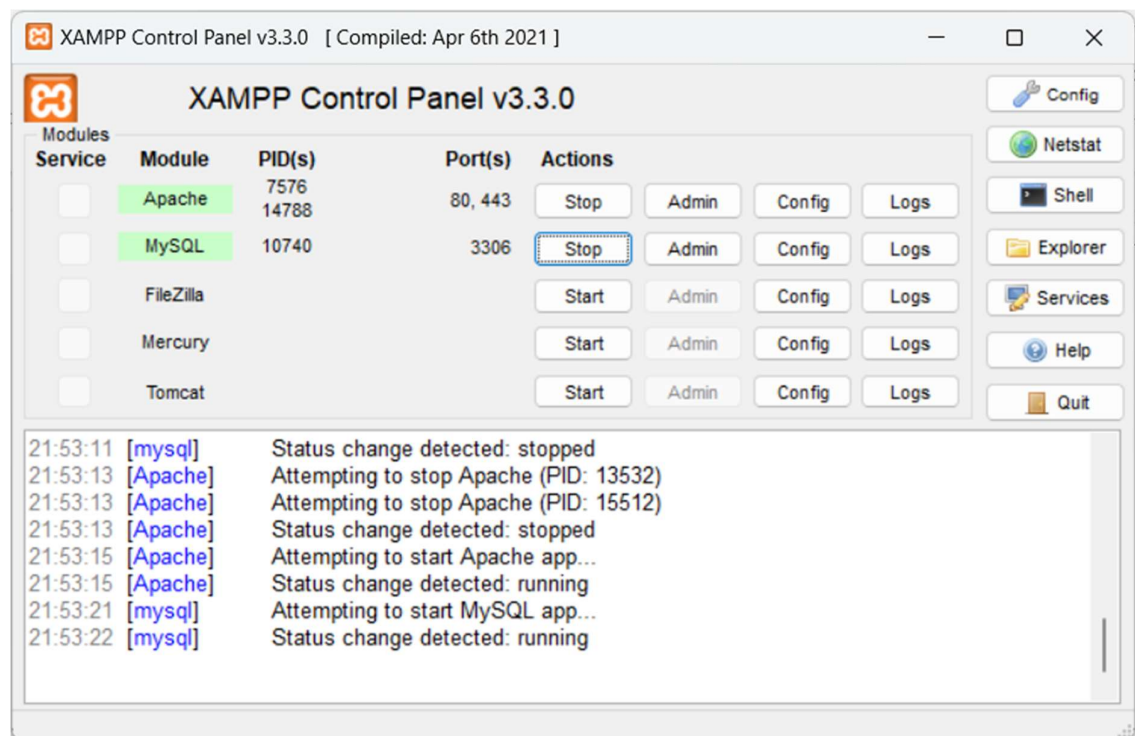 XAMPP Control Panel v3.3.0 [ Compiled: Apr 6th 2021 ]
XAMPP Control Panel v3.3.0
Config
Modules
Netstat
Service Module PID(s) Port(s) Actions
Apache 7576 14788 80, 443 Stop Admin Config Logs
Shell
MySQL 10740 3306 Stop Admin Config Logs
Explorer
FileZilla Start Admin Config Logs
Services
Mercury Start Admin Config Logs
Help
Tomcat Start Admin Config Logs
Quit
21:53:11 [mysql] Status change detected: stopped
21:53:13 [Apache] Attempting to stop Apache (PID: 13532)
21:53:13 [Apache] Attempting to stop Apache (PID: 15512)
21:53:13 [Apache] Status change detected: stopped
21:53:15 [Apache] Attempting to start Apache app...
21:53:15 [Apache] Status change detected: running
21:53:21 [mysql] Attempting to start MySQL app...
21:53:22 [mysql] Status change detected: running